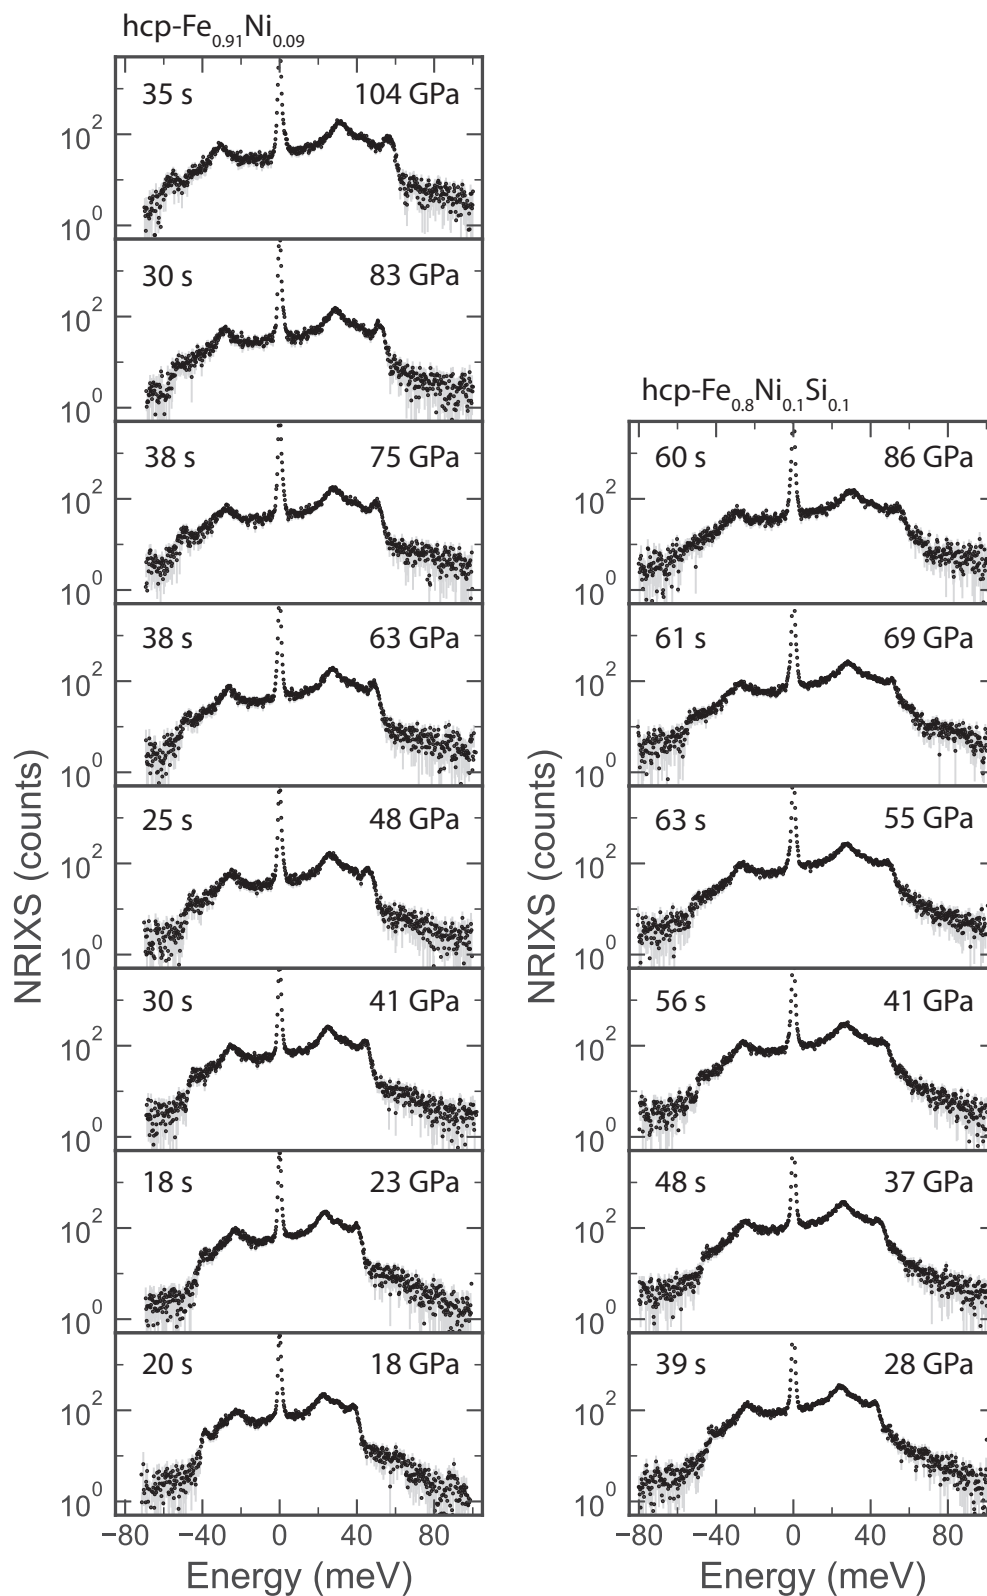 hcp-Fe0.91Ni0.09
35 s 104 GPa
10^2
10^0
30 s 83 GPa
10^2
10^0
38 s 75 GPa
10^2
10^0
38 s 63 GPa
10^2
10^0
25 s 48 GPa
10^2
10^0
30 s 41 GPa
10^2
10^0
18 s 23 GPa
10^2
10^0
20 s 18 GPa
10^2
10^0
−80 −40 0 40 80
Energy (meV)
NRIXS (counts)
hcp-Fe0.8Ni0.1Si0.1
60 s 86 GPa
10^2
10^0
61 s 69 GPa
10^2
10^0
63 s 55 GPa
10^2
10^0
56 s 41 GPa
10^2
10^0
48 s 37 GPa
10^2
10^0
39 s 28 GPa
10^2
10^0
−80 −40 0 40 80
Energy (meV)
NRIXS (counts)